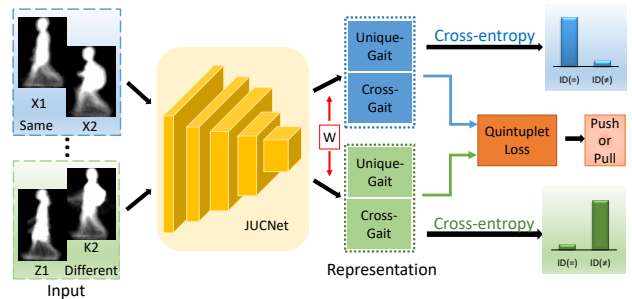 X1
Same
X2
Z1
K2
Different
Input
JUCNet
W
Unique-
Gait
Cross-
Gait
Unique-
Gait
Cross-
Gait
Representation
Cross-entropy
ID(=) ID(≠)
Quintuplet
Loss
Push
or
Pull
Cross-entropy
ID(=) ID(≠)